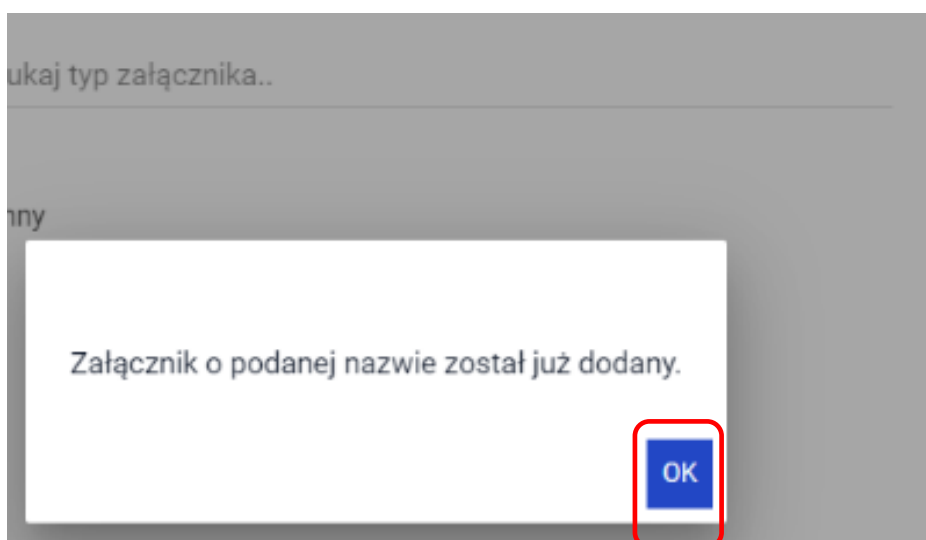 ukaj typ załącznika..
nny
Załącznik o podanej nazwie został już dodany.
OK